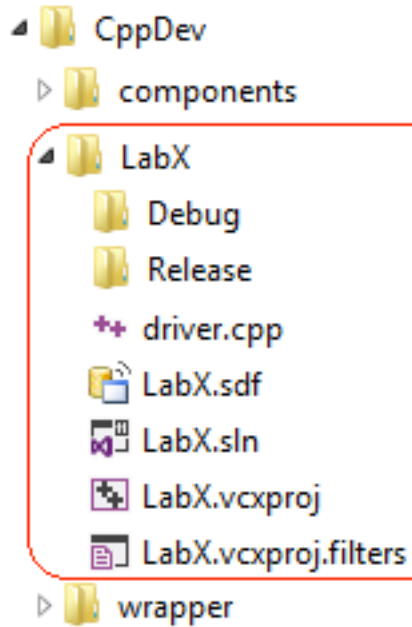 CppDev
components
LabX
Debug
Release
driver.cpp
LabX.sdf
LabX.sln
LabX.vcxproj
LabX.vcxproj.filters
wrapper